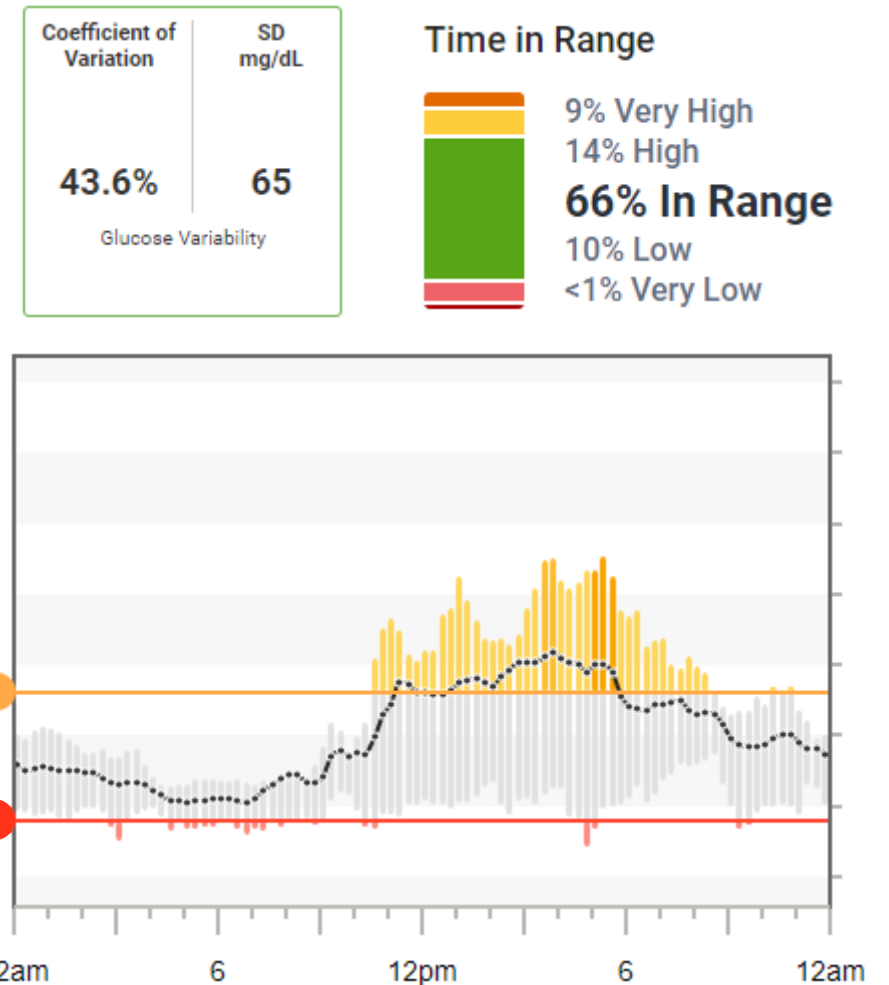 Coefficient of
Variation
SD
mg/dL
43.6%
65
Glucose Variability
Time in Range
9% Very High
14% High
66% In Range
10% Low
<1% Very Low
2am
6
12pm
6
12am